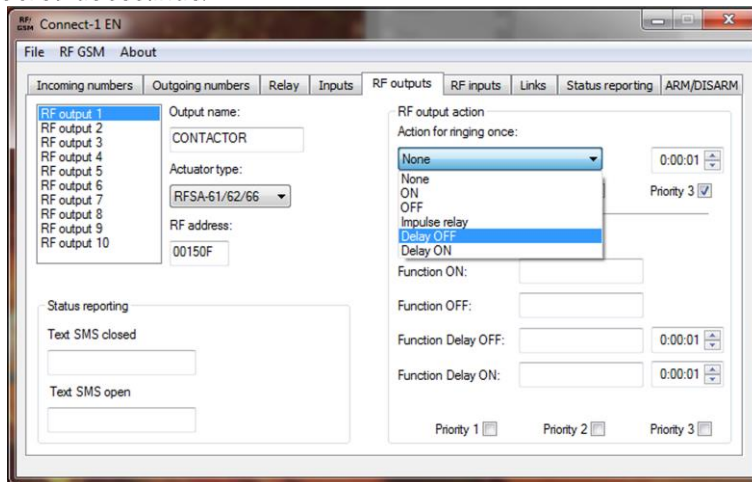 RF/
GSM Connect-1 EN
File RF GSM About
Incoming numbers Outgoing numbers Relay Inputs RF outputs RF inputs Links Status reporting ARM/DISARM
RF output 1
RF output 2
RF output 3
RF output 4
RF output 5
RF output 6
RF output 7
RF output 8
RF output 9
RF output 10
Output name:
CONTACTOR
Actuator type:
RFSA-61/62/66
RF address:
00150F
Status reporting
Text SMS closed
Text SMS open
RF output action
Action for ringing once:
None 0:00:01
None
ON
OFF
Impulse relay
Delay OFF
Delay ON
Priority 3
Function ON:
Function OFF:
Function Delay OFF: 0:00:01
Function Delay ON: 0:00:01
Priority 1 Priority 2 Priority 3